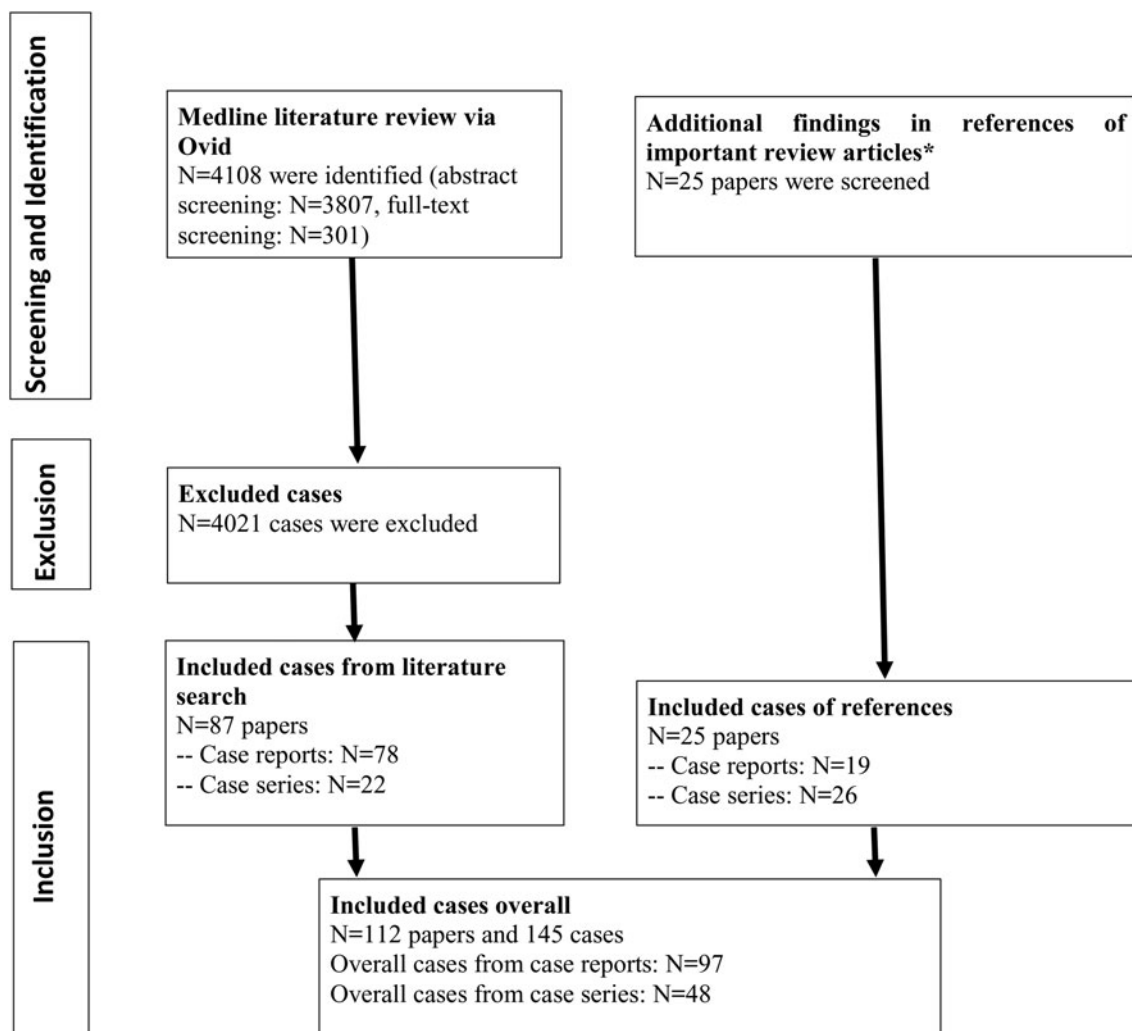 Screening and Identification
Medline literature review via
Ovid
N=4108 were identified (abstract
screening: N=3807, full-text
screening: N=301)
Additional findings in references of
important review articles*
N=25 papers were screened
Exclusion
Excluded cases
N=4021 cases were excluded
Inclusion
Included cases from literature
search
N=87 papers
-- Case reports: N=78
-- Case series: N=22
Included cases of references
N=25 papers
-- Case reports: N=19
-- Case series: N=26
Included cases overall
N=112 papers and 145 cases
Overall cases from case reports: N=97
Overall cases from case series: N=48